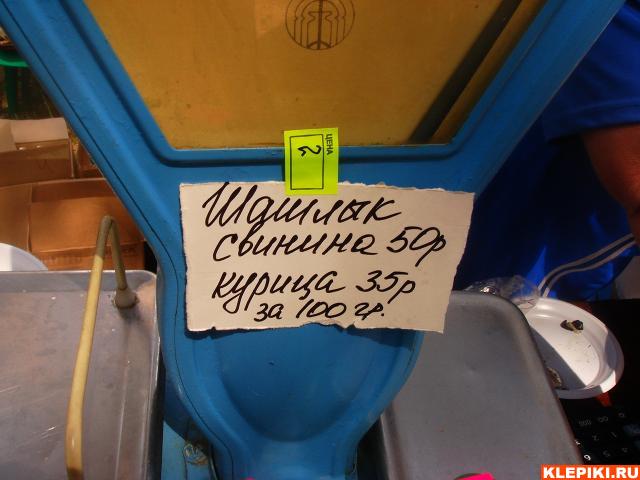 ЦЕНА
2
Шашлык
свинина 50р
курица 35р
за 100 гр.
KLEPIKI.RU